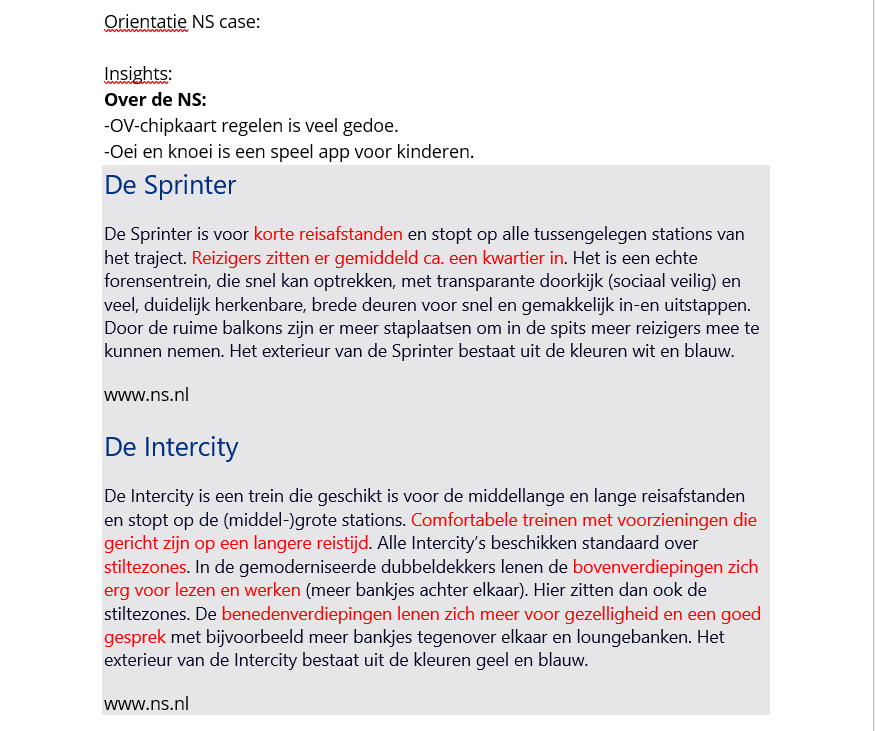 Orientatie NS case:
Insights:
Over de NS:
-OV-chipkaart regelen is veel gedoe.
-Oei en knoei is een speel app voor kinderen.
De Sprinter
De Sprinter is voor korte reisafstanden en stopt op alle tussengelegen stations van
het traject. Reizigers zitten er gemiddeld ca. een kwartier in. Het is een echte
forensentrein, die snel kan optrekken, met transparante doorkijk (sociaal veilig) en
veel, duidelijk herkenbare, brede deuren voor snel en gemakkelijk in-en uitstappen.
Door de ruime balkons zijn er meer staplaatsen om in de spits meer reizigers mee te
kunnen nemen. Het exterieur van de Sprinter bestaat uit de kleuren wit en blauw.
www.ns.nl
De Intercity
De Intercity is een trein die geschikt is voor de middellange en lange reisafstanden
en stopt op de (middel-)grote stations. Comfortabele treinen met voorzieningen die
gericht zijn op een langere reistijd. Alle Intercity’s beschikken standaard over
stiltezones. In de gemoderniseerde dubbeldekkers lenen de bovenverdiepingen zich
erg voor lezen en werken (meer bankjes achter elkaar). Hier zitten dan ook de
stiltezones. De benedenverdiepingen lenen zich meer voor gezelligheid en een goed
gesprek met bijvoorbeeld meer bankjes tegenover elkaar en loungebanken. Het
exterieur van de Intercity bestaat uit de kleuren geel en blauw.
www.ns.nl